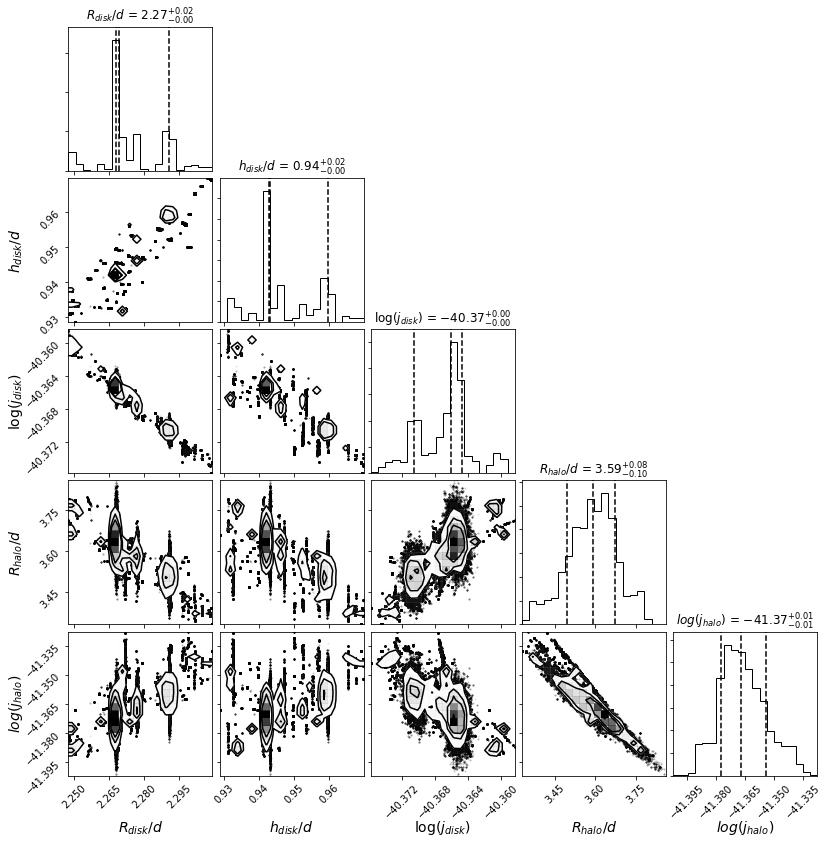 R_disk/d = 2.27^{+0.02}_{-0.00}
h_disk/d = 0.94^{+0.02}_{-0.00}
h_disk/d
0.96
0.95
0.94
0.93
log(j_disk) = −40.37^{+0.00}_{-0.00}
log(j_disk)
−40.360
−40.364
−40.368
−40.372
R_halo/d = 3.59^{+0.08}_{-0.10}
R_halo/d
3.75
3.60
3.45
log(j_halo) = −41.37^{+0.01}_{-0.01}
log(j_halo)
−41.335
−41.350
−41.365
−41.380
−41.395
2.250 2.265 2.280 2.295
0.93 0.94 0.95 0.96
−40.372 −40.368 −40.364 −40.360
3.45 3.60 3.75
−41.395 −41.380 −41.365 −41.350 −41.335
R_disk/d h_disk/d log(j_disk) R_halo/d log(j_halo)